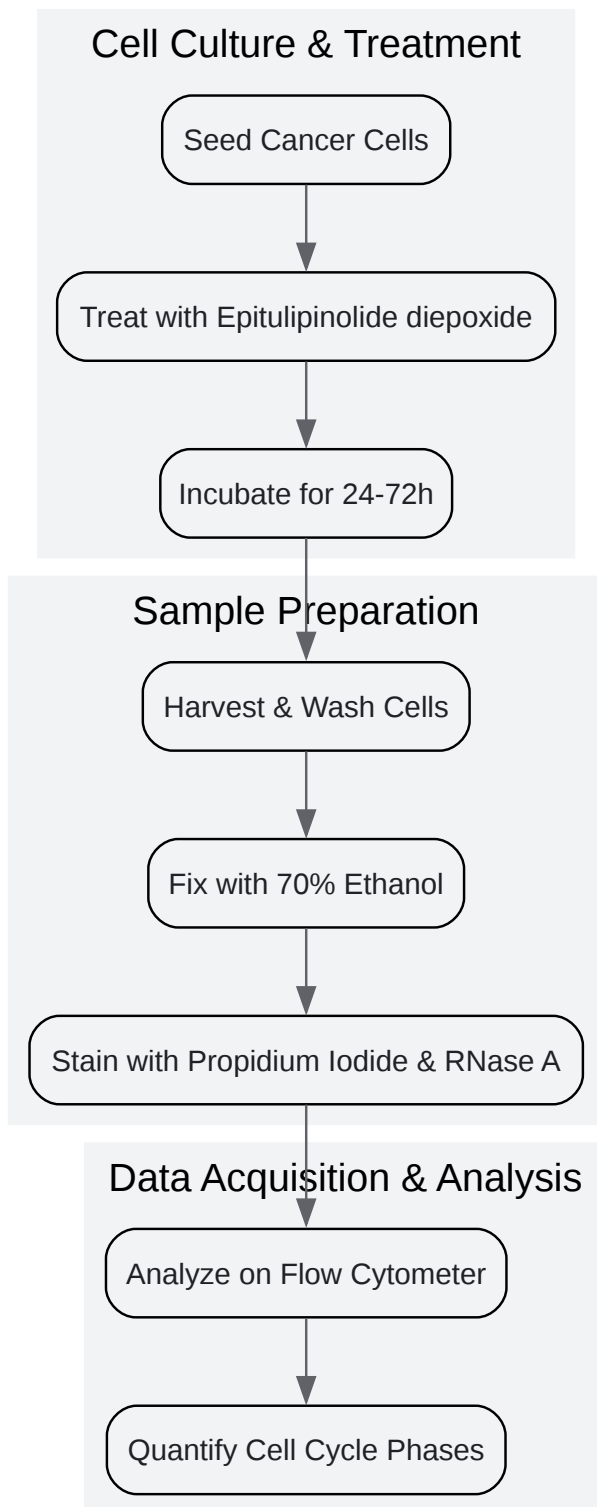 Cell Culture & Treatment
Seed Cancer Cells
Treat with Epitulipinolide diepoxide
Incubate for 24-72h
Sample Preparation
Harvest & Wash Cells
Fix with 70% Ethanol
Stain with Propidium Iodide & RNase A
Data Acquisition & Analysis
Analyze on Flow Cytometer
Quantify Cell Cycle Phases